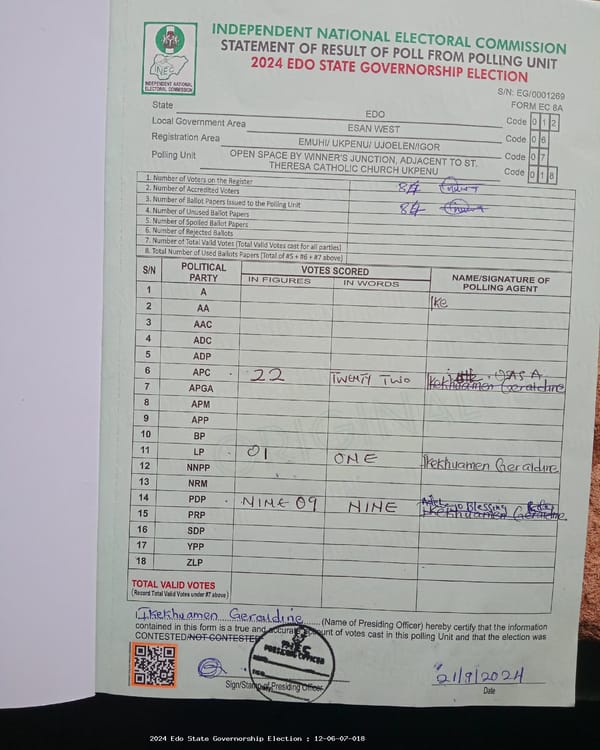 INDEPENDENT NATIONAL ELECTORAL COMMISSION
STATEMENT OF RESULT OF POLL FROM POLLING UNIT
2024 EDO STATE GOVERNORSHIP ELECTION
INEC
INDEPENDENT NATIONAL
ELECTORAL COMMISSION
S/N: EG/0001269
FORM EC 8A
State EDO Code 0 1 2
Local Government Area ESAN WEST Code 0 6
Registration Area EMUHI/ UKPENU/ UJOELEN/IGOR Code 0 7
Polling Unit OPEN SPACE BY WINNER'S JUNCTION, ADJACENT TO ST. THERESA CATHOLIC CHURCH UKPENU Code 0 1 8
1. Number of Voters on the Register
2. Number of Accredited Voters 84
3. Number of Ballot Papers Issued to the Polling Unit
4. Number of Unused Ballot Papers 84
5. Number of Spoiled Ballot Papers
6. Number of Rejected Ballots
7. Number of Total Valid Votes (Total Valid Votes cast for all parties)
8. Total Number of Used Ballots Papers (Total of #5 + #6 + #7 above)
S/N POLITICAL PARTY VOTES SCORED NAME/SIGNATURE OF POLLING AGENT
IN FIGURES IN WORDS
1 A
2 AA Ike
3 AAC
4 ADC
5 ADP
6 APC 22 TWENTY TWO
7 APGA Ikekhuamen Geraldine
8 APM
9 APP
10 BP
11 LP 01 ONE Ikekhuamen Geraldine
12 NNPP
13 NRM
14 PDP NINE 09 NINE Blessing
15 PRP Ikekhuamen Geraldine
16 SDP
17 YPP
18 ZLP
TOTAL VALID VOTES
(Record Total Valid Votes under #7 above)
I Ikekhuamen Geraldine (Name of Presiding Officer) hereby certify that the information
contained in this form is a true and accurate account of votes cast in this polling Unit and that the election was
CONTESTED/NOT CONTESTED
INEC
PRESIDING OFFICER
Sign/Stamp of Presiding Officer
21/9/2024
Date
2024 Edo State Governorship Election : 12-06-07-018